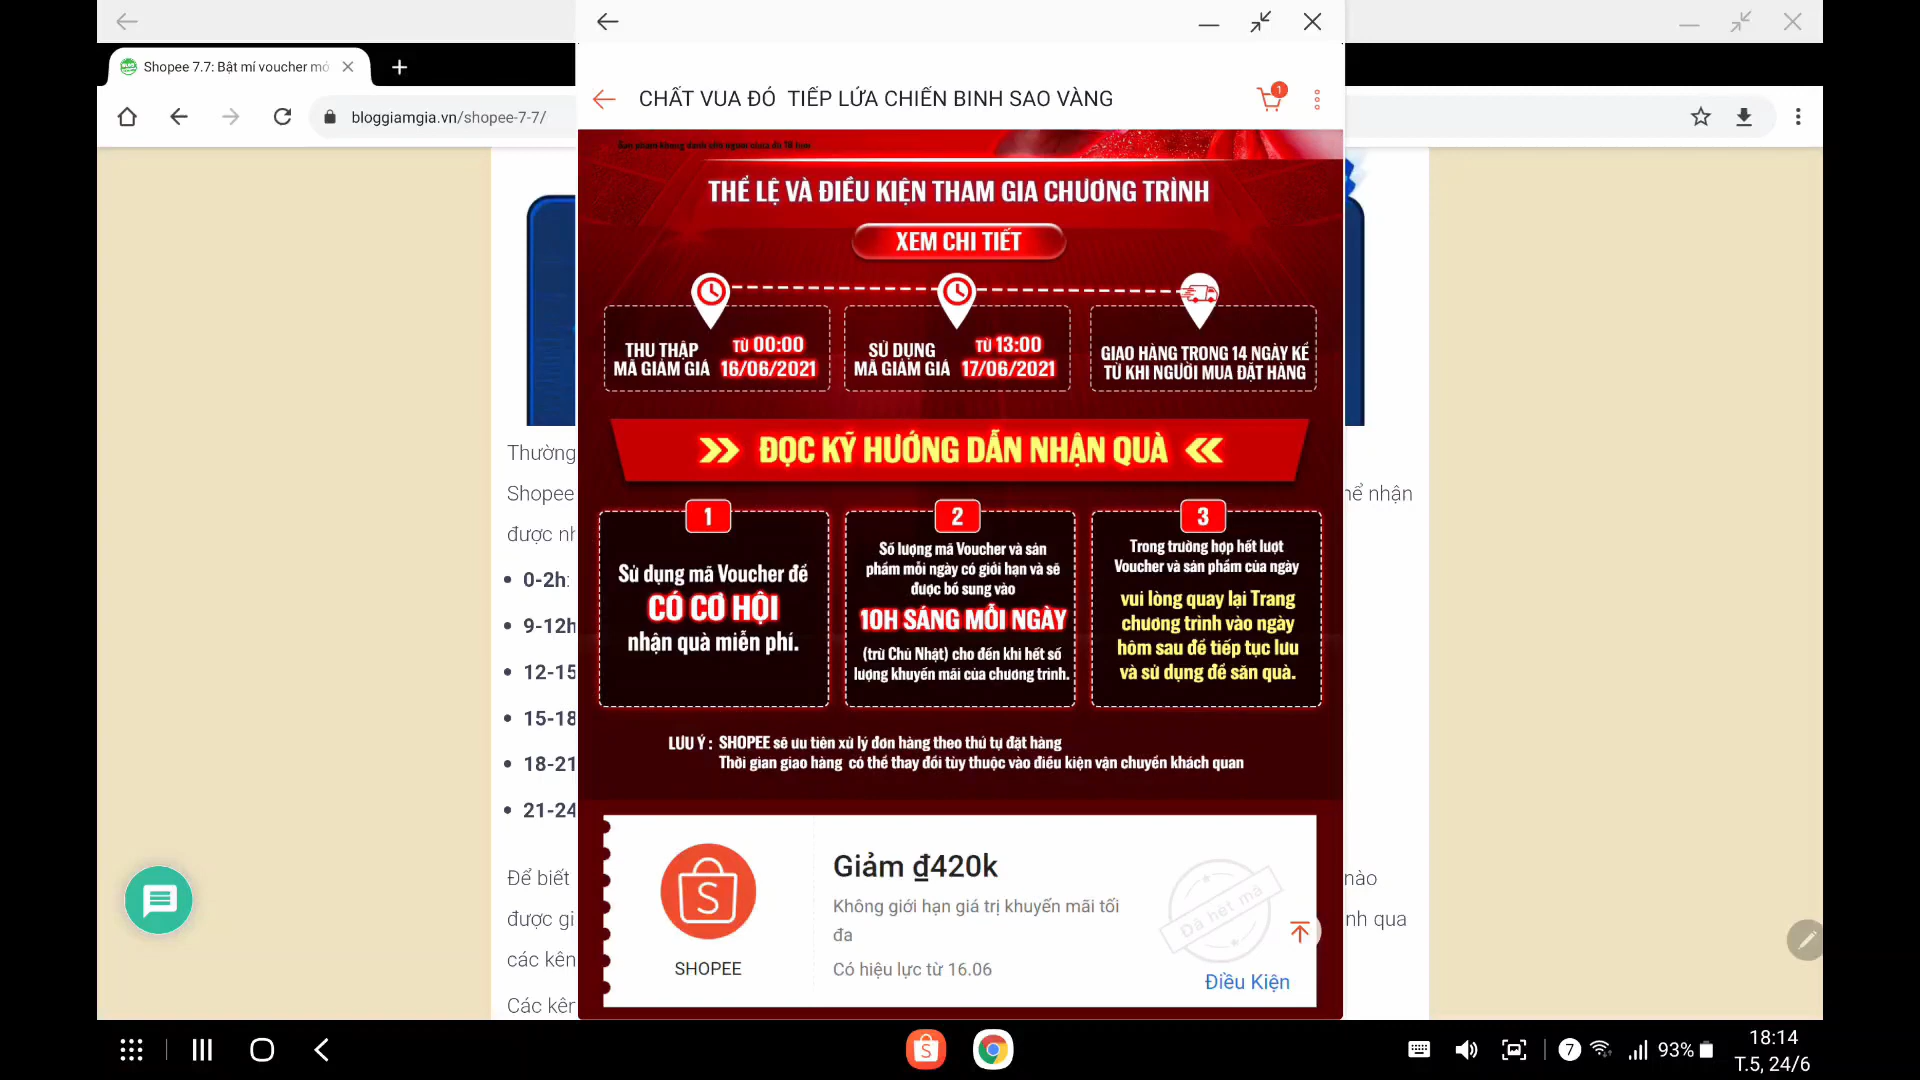 Shopee 7.7: Bật mí voucher mó
bloggiamgia.vn/shopee-7-7/
CHẤT VUA ĐỎ TIẾP LỬA CHIẾN BINH SAO VÀNG
1
THỂ LỆ VÀ ĐIỀU KIỆN THAM GIA CHƯƠNG TRÌNH
XEM CHI TIẾT
THU THẬP
MÃ GIẢM GIÁ
TỪ 00:00
16/06/2021
SỬ DỤNG
MÃ GIẢM GIÁ
TỪ 13:00
17/06/2021
GIAO HÀNG TRONG 14 NGÀY KỂ
TỪ KHI NGƯỜI MUA ĐẶT HÀNG
ĐỌC KỸ HƯỚNG DẪN NHẬN QUÀ
1
Sử dụng mã Voucher để
CÓ CƠ HỘI
nhận quà miễn phí.
2
Số lượng mã Voucher và sản
phẩm mỗi ngày có giới hạn và sẽ
được bổ sung vào
10H SÁNG MỖI NGÀY
(trừ Chủ Nhật) cho đến khi hết số
lượng khuyến mãi của chương trình.
3
Trong trường hợp hết lượt
Voucher và sản phẩm của ngày
vui lòng quay lại Trang
chương trình vào ngày
hôm sau để tiếp tục lưu
và sử dụng để săn quà.
LƯU Ý : SHOPEE sẽ ưu tiên xử lý đơn hàng theo thứ tự đặt hàng
Thời gian giao hàng có thể thay đổi tùy thuộc vào điều kiện vận chuyển khách quan
SHOPEE
Giảm ₫420k
Không giới hạn giá trị khuyến mãi tối
đa
Có hiệu lực từ 16.06
Đã hết mã
Điều Kiện
Thường
Shopee
hể nhận
được nh
0-2h:
9-12h
12-15
15-18
18-21
21-24
Để biết
nào
được gi
nh qua
các kên
Các kên
7
93%
18:14
T.5, 24/6